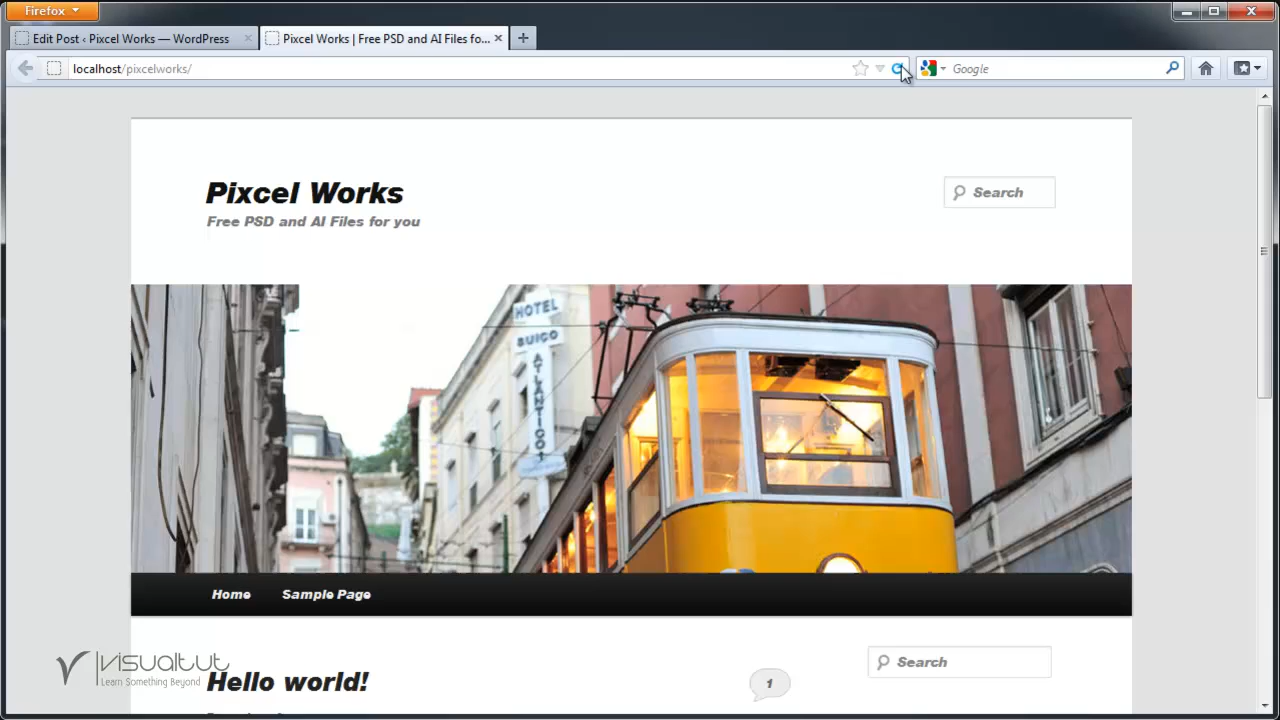 Firefox
Edit Post ‹ Pixcel Works — WordPress
Pixcel Works | Free PSD and AI Files fo...
localhost/pixcelworks/
Google
Pixcel Works
Free PSD and AI Files for you
Search
HOTEL
SUIÇO
ATLANTICO
Home
Sample Page
Search
Hello world!
1
visualtut
Learn Something Beyond